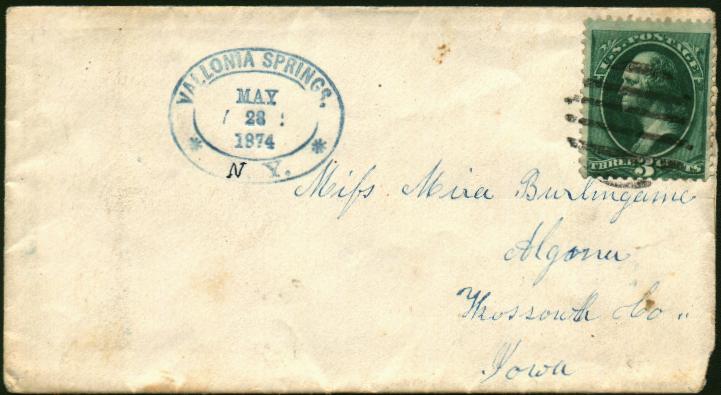 VALLONIA SPRINGS.
MAY
28
1874
N Y.
U.S. POSTAGE
THREE 3 CENTS
Miss Mira Burlingame
Algona
Kossouth Co.
Iowa